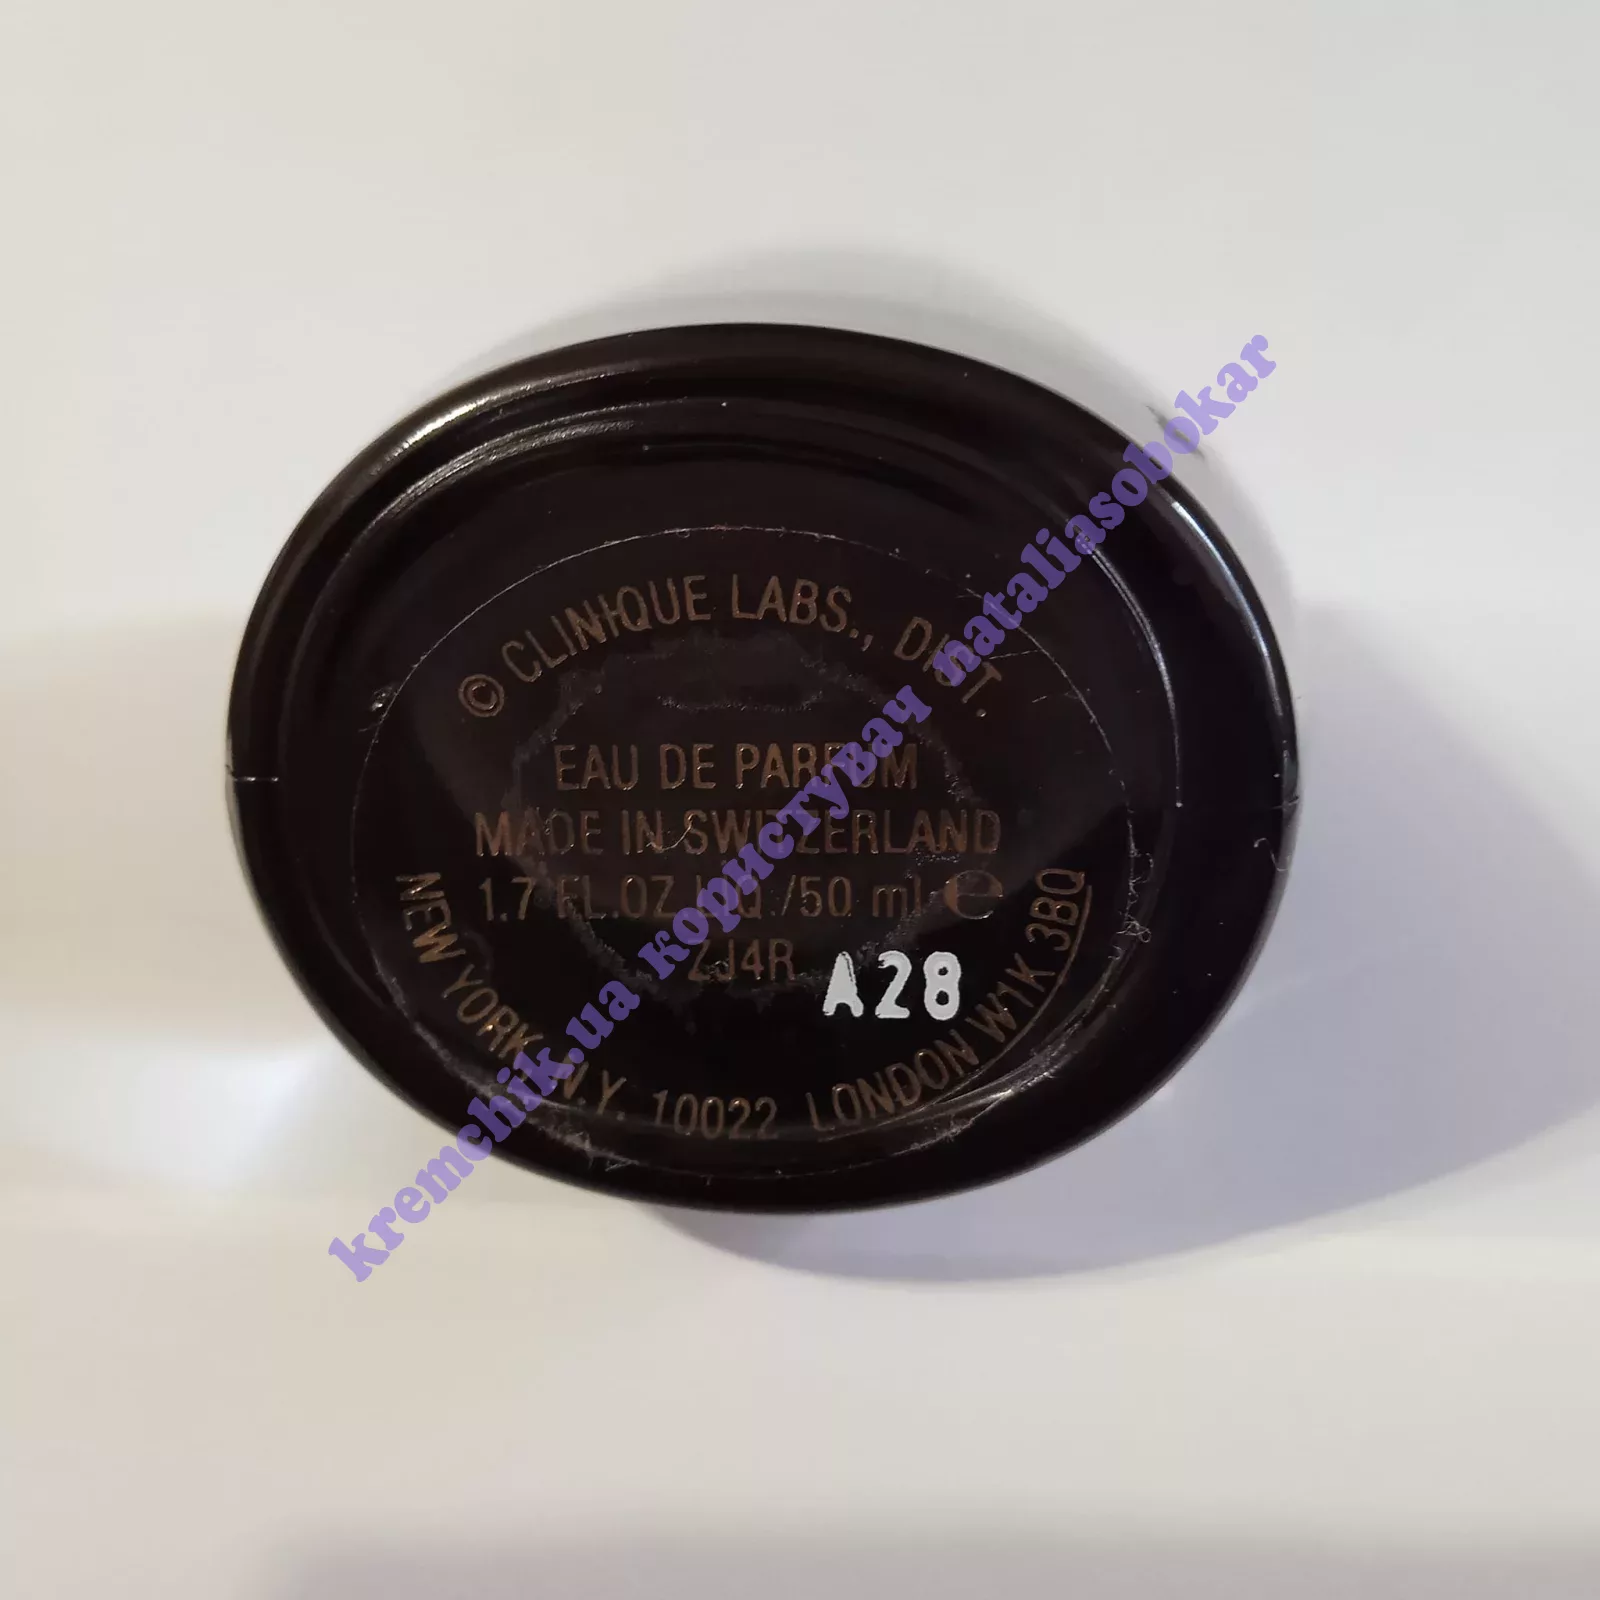 © CLINIQUE LABS., DIST.
EAU DE PARFUM
MADE IN SWITZERLAND
1.7 FL.OZ.LIQ./50 ml ℮
ZJ4R
A28
NEW YORK, N.Y. 10022 LONDON W1K 3BQ
kremchik.ua користувач nataliasobokar